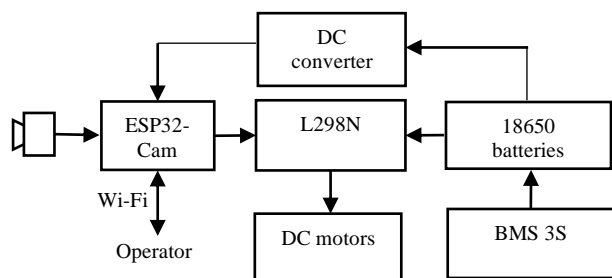 DC
converter
ESP32-
Cam
L298N
18650
batteries
Wi-Fi
Operator
DC motors
BMS 3S